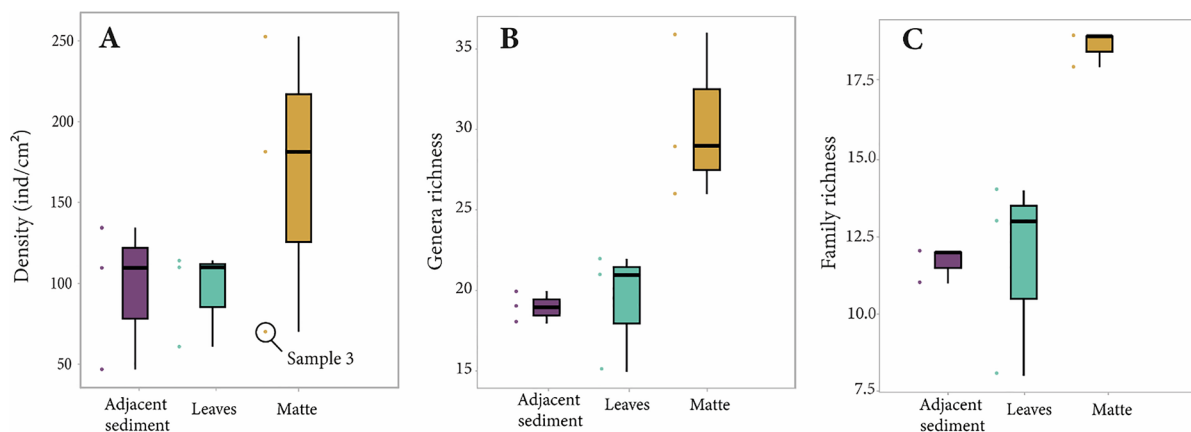 A
Density (ind/cm²)
250
200
150
100
50
Sample 3
Adjacent
sediment
Leaves
Matte
B
Genera richness
35
30
25
20
15
Adjacent
sediment
Leaves
Matte
C
Family richness
17.5
15.0
12.5
10.0
7.5
Adjacent
sediment
Leaves
Matte